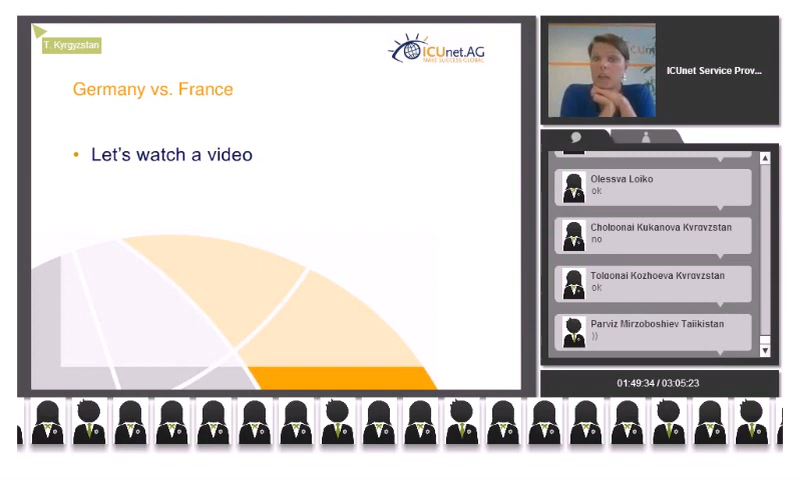 T. Kyrgyzstan
ICUnet.AG
MAKE SUCCESS GLOBAL
Germany vs. France
• Let's watch a video
ICUnet Service Prov...
Olessva Loiko
ok
Cholponai Kukanova Kyrgyzstan
no
Tolgonai Kozhoeva Kyrgyzstan
ok
Parviz Mirzoboshiev Tajikistan
))
01:49:34 / 03:05:23